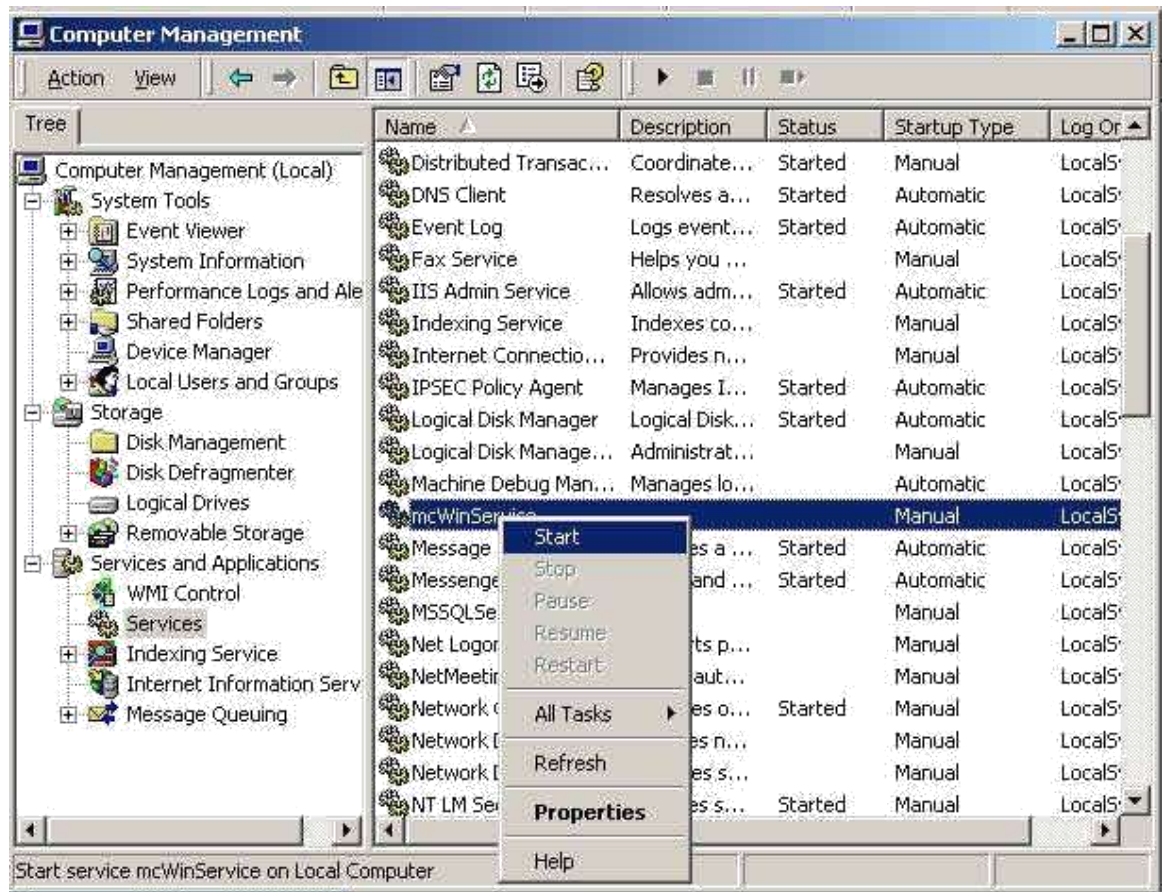 Computer Management
Action View
Tree
Computer Management (Local)
System Tools
Event Viewer
System Information
Performance Logs and Ale
Shared Folders
Device Manager
Local Users and Groups
Storage
Disk Management
Disk Defragmenter
Logical Drives
Removable Storage
Services and Applications
WMI Control
Services
Indexing Service
Internet Information Serv
Message Queuing
Name Description Status Startup Type Log On
Distributed Transac... Coordinate... Started Manual LocalS
DNS Client Resolves a... Started Automatic LocalS
Event Log Logs event... Started Automatic LocalS
Fax Service Helps you ... Manual LocalS
IIS Admin Service Allows adm... Started Automatic LocalS
Indexing Service Indexes co... Manual LocalS
Internet Connectio... Provides n... Manual LocalS
IPSEC Policy Agent Manages I... Started Automatic LocalS
Logical Disk Manager Logical Disk... Started Automatic LocalS
Logical Disk Manage... Administrat... Manual LocalS
Machine Debug Man... Manages lo... Automatic LocalS
mcWinService Manual LocalS
Message es a ... Started Automatic LocalS
Messenge and ... Started Automatic LocalS
MSSQLSe Manual LocalS
Net Logon ts p... Manual LocalS
NetMeetin aut... Manual LocalS
Network es o... Started Manual LocalS
Network es n... Manual LocalS
Network es s... Manual LocalS
NT LM Se es s... Started Manual LocalS
Start
Stop
Pause
Resume
Restart
All Tasks
Refresh
Properties
Help
Start service mcWinService on Local Computer